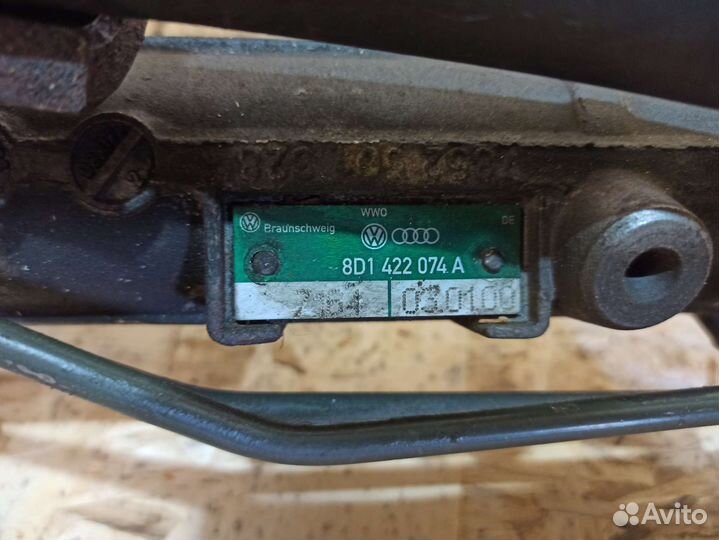 WWO
DE
Braunschweig
8D1 422 074 A
030100
Avito